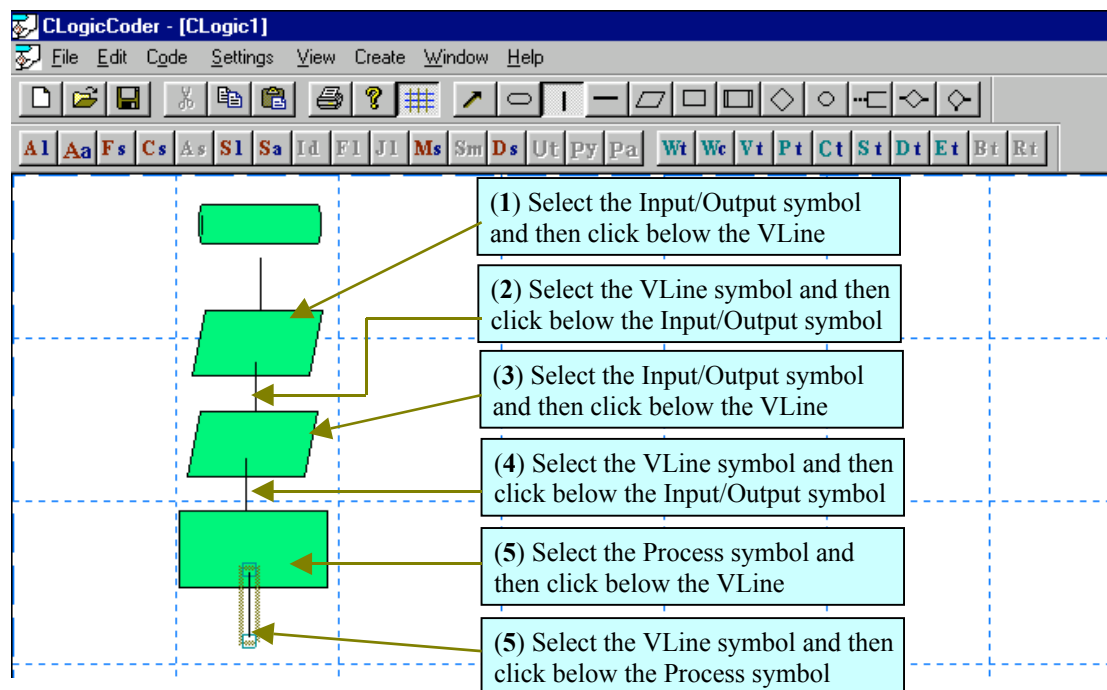 CLogicCoder - [CLogic1]
File Edit Code Settings View Create Window Help
Al Aa Fs Cs As Sl Sa Id Fl Jl Ms Sm Ds Ut Py Pa Wt Wc Vt Pt Ct St Dt Et Bt Rt
(1) Select the Input/Output symbol
and then click below the VLine
(2) Select the VLine symbol and then
click below the Input/Output symbol
(3) Select the Input/Output symbol
and then click below the VLine
(4) Select the VLine symbol and then
click below the Input/Output symbol
(5) Select the Process symbol and
then click below the VLine
(5) Select the VLine symbol and then
click below the Process symbol